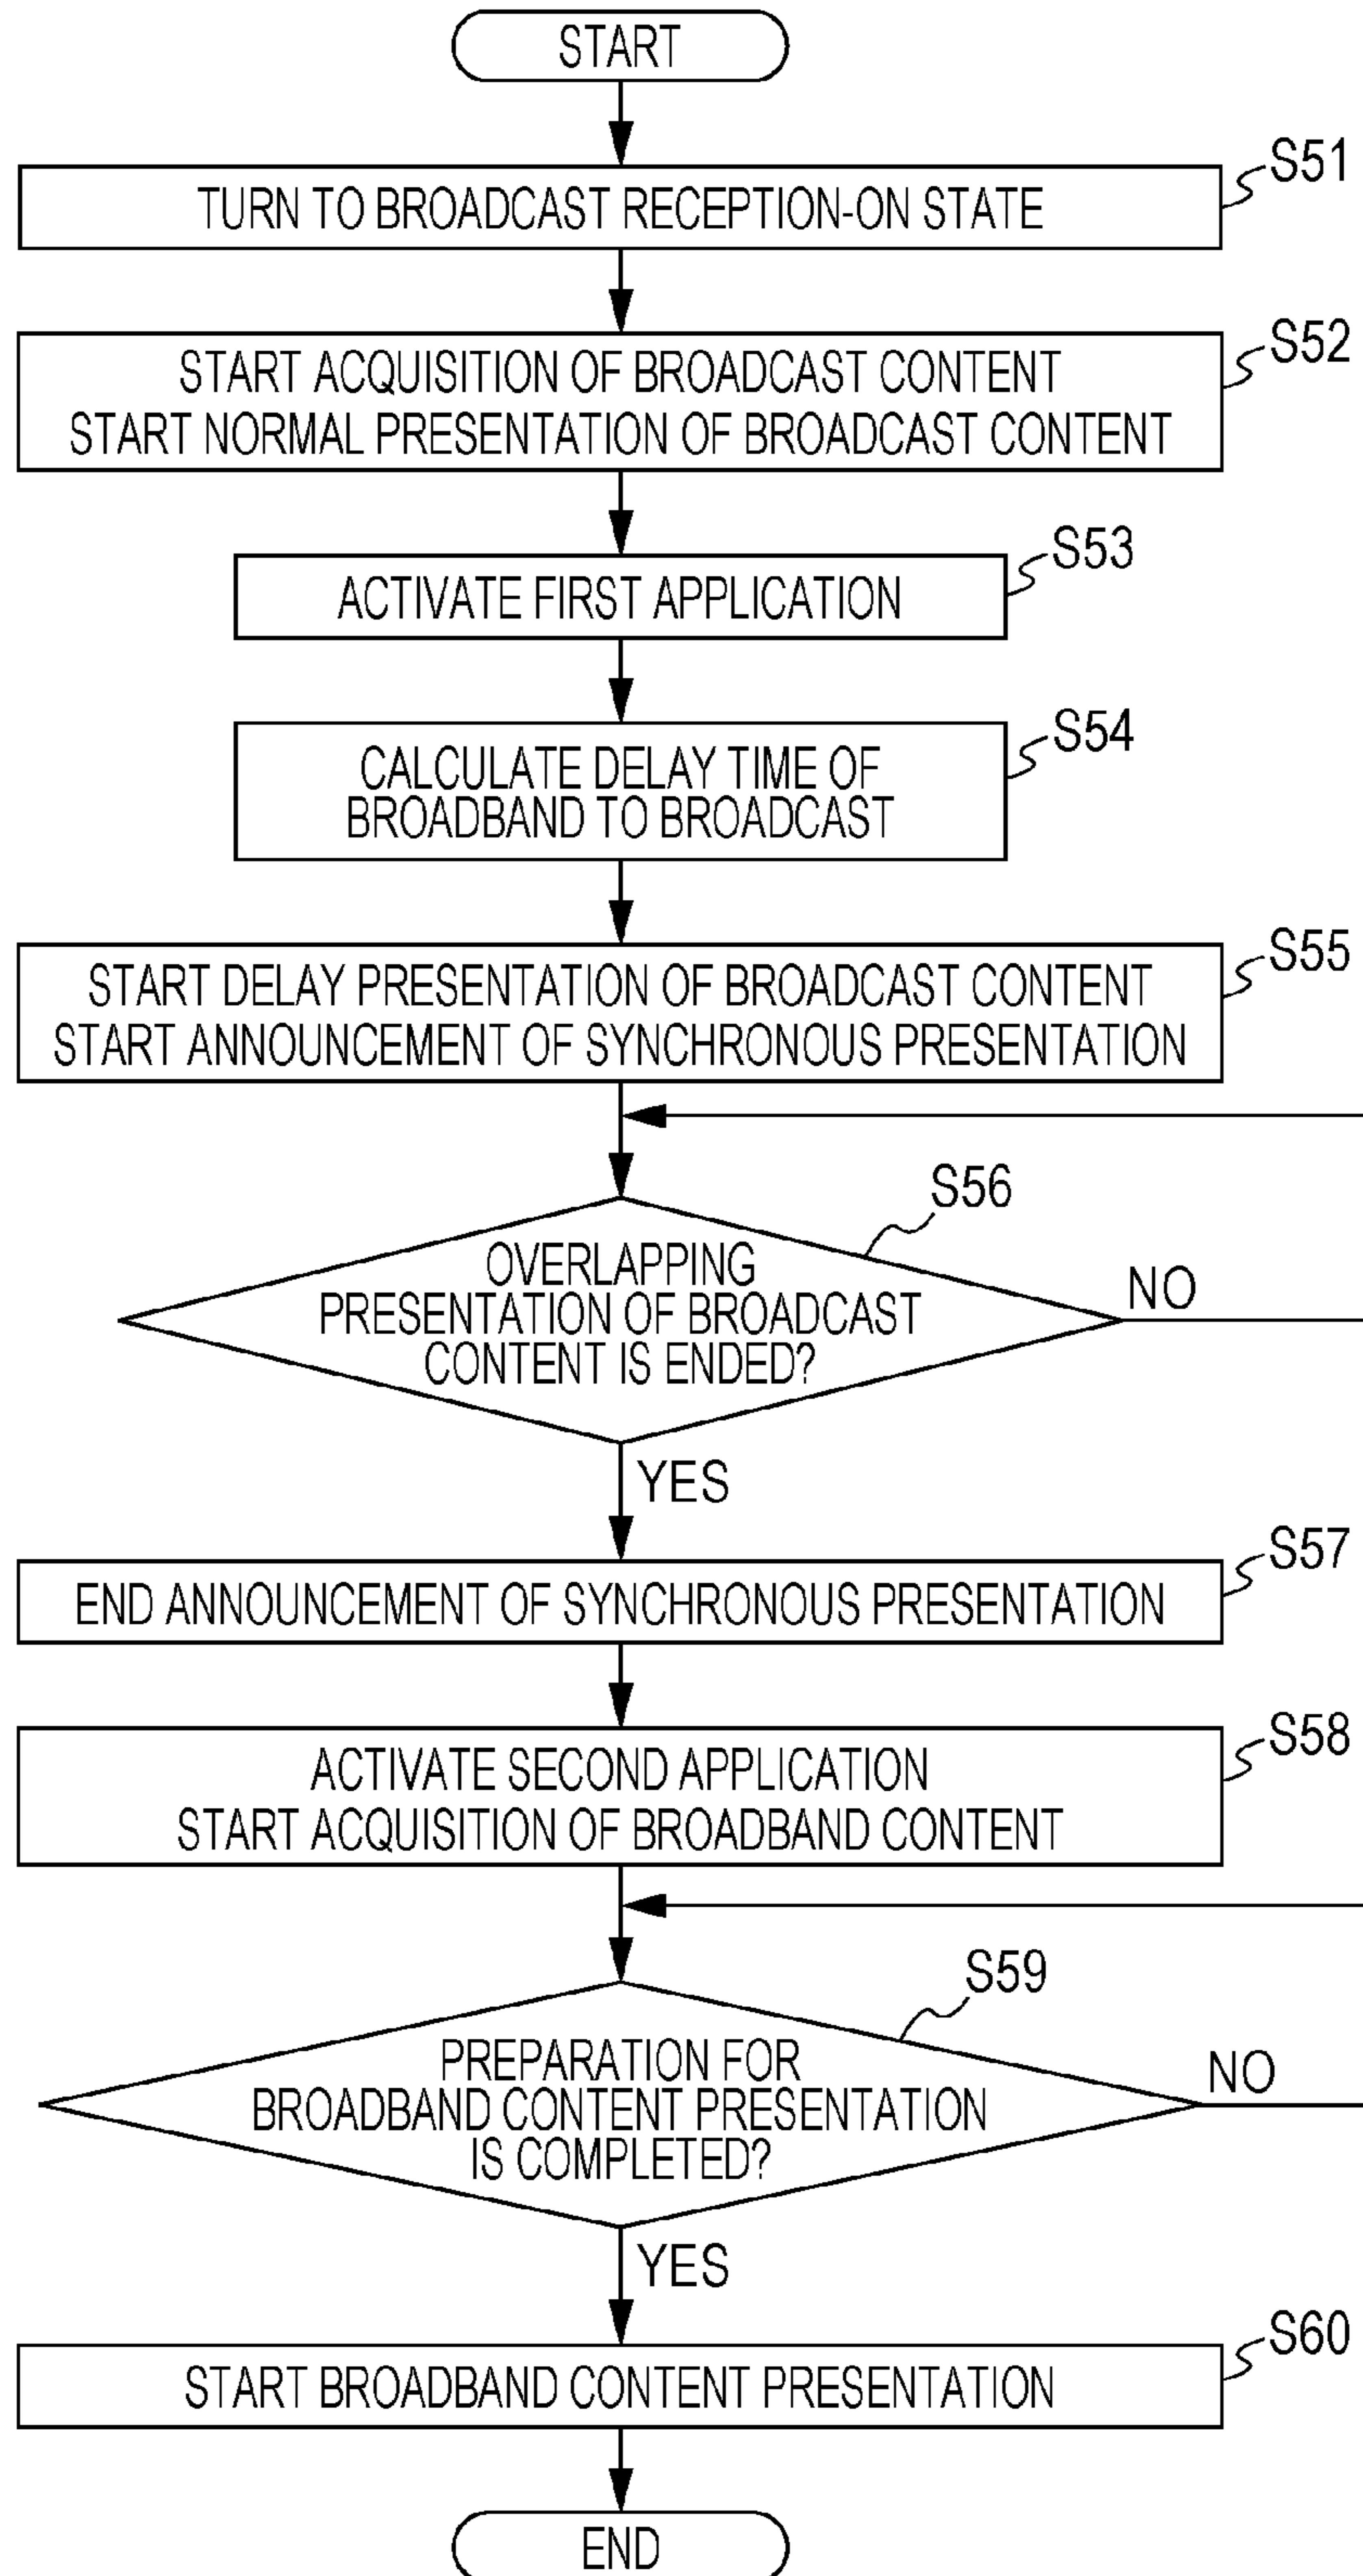 START
S51
TURN TO BROADCAST RECEPTION-ON STATE
S52
START ACQUISITION OF BROADCAST CONTENT
START NORMAL PRESENTATION OF BROADCAST CONTENT
S53
ACTIVATE FIRST APPLICATION
S54
CALCULATE DELAY TIME OF
BROADBAND TO BROADCAST
S55
START DELAY PRESENTATION OF BROADCAST CONTENT
START ANNOUNCEMENT OF SYNCHRONOUS PRESENTATION
S56
OVERLAPPING
PRESENTATION OF BROADCAST
CONTENT IS ENDED?
NO
YES
S57
END ANNOUNCEMENT OF SYNCHRONOUS PRESENTATION
S58
ACTIVATE SECOND APPLICATION
START ACQUISITION OF BROADBAND CONTENT
S59
PREPARATION FOR
BROADBAND CONTENT PRESENTATION
IS COMPLETED?
NO
YES
S60
START BROADBAND CONTENT PRESENTATION
END